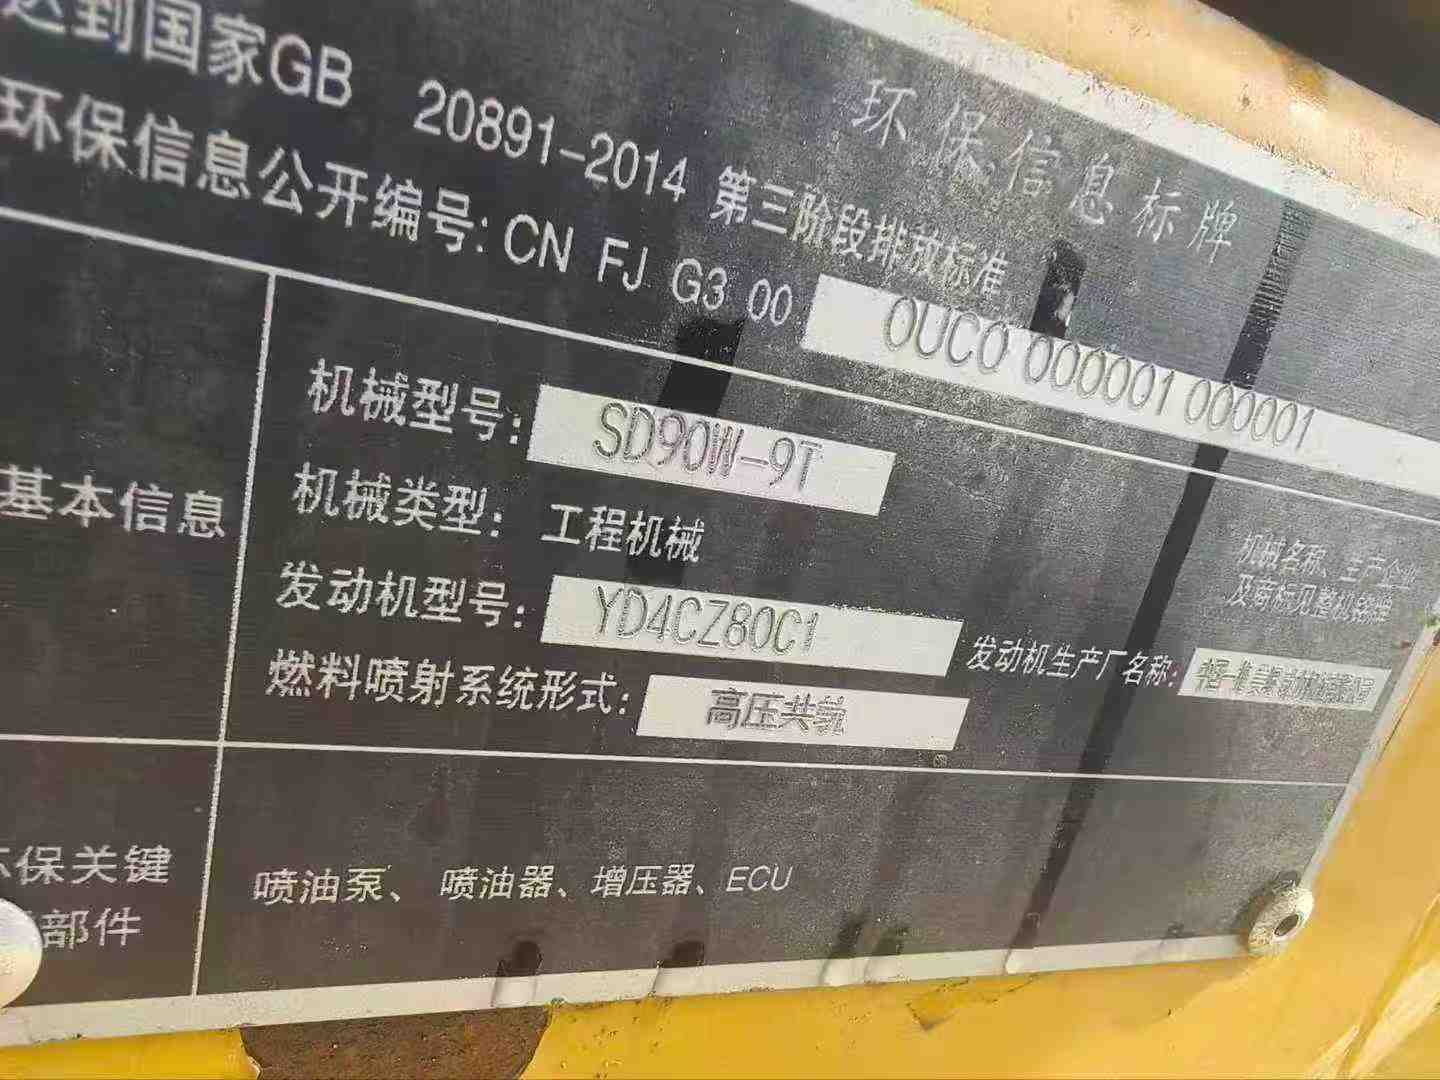 环保信息标牌
达到国家GB 20891-2014 第三阶段排放标准
环保信息公开编号: CN FJ G3 00 0UC0 000001 000001
基本信息
机械型号: SD90W-9T
机械类型: 工程机械
机械名称、生产企业
及商标见整机铭牌
发动机型号: YD4CZ80C1
发动机生产厂名称:
燃料喷射系统形式: 高压共轨
环保关键
部件
喷油泵、喷油器、增压器、ECU